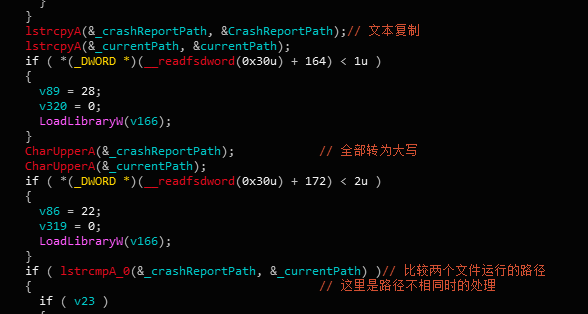 }
}
lstrcpyA(&_crashReportPath, &CrashReportPath);// 文本复制
lstrcpyA(&_currentPath, &currentPath);
if ( *(_DWORD *)(__readfsdword(0x30u) + 164) < 1u )
{
v89 = 28;
v320 = 0;
LoadLibraryW(v166);
}
CharUpperA(&_crashReportPath); // 全部转为大写
CharUpperA(&_currentPath);
if ( *(_DWORD *)(__readfsdword(0x30u) + 172) < 2u )
{
v86 = 22;
v319 = 0;
LoadLibraryW(v166);
}
if ( lstrcmpA_0(&_crashReportPath, &_currentPath) )// 比较两个文件运行的路径
{ // 这里是路径不相同时的处理
if ( v23 )